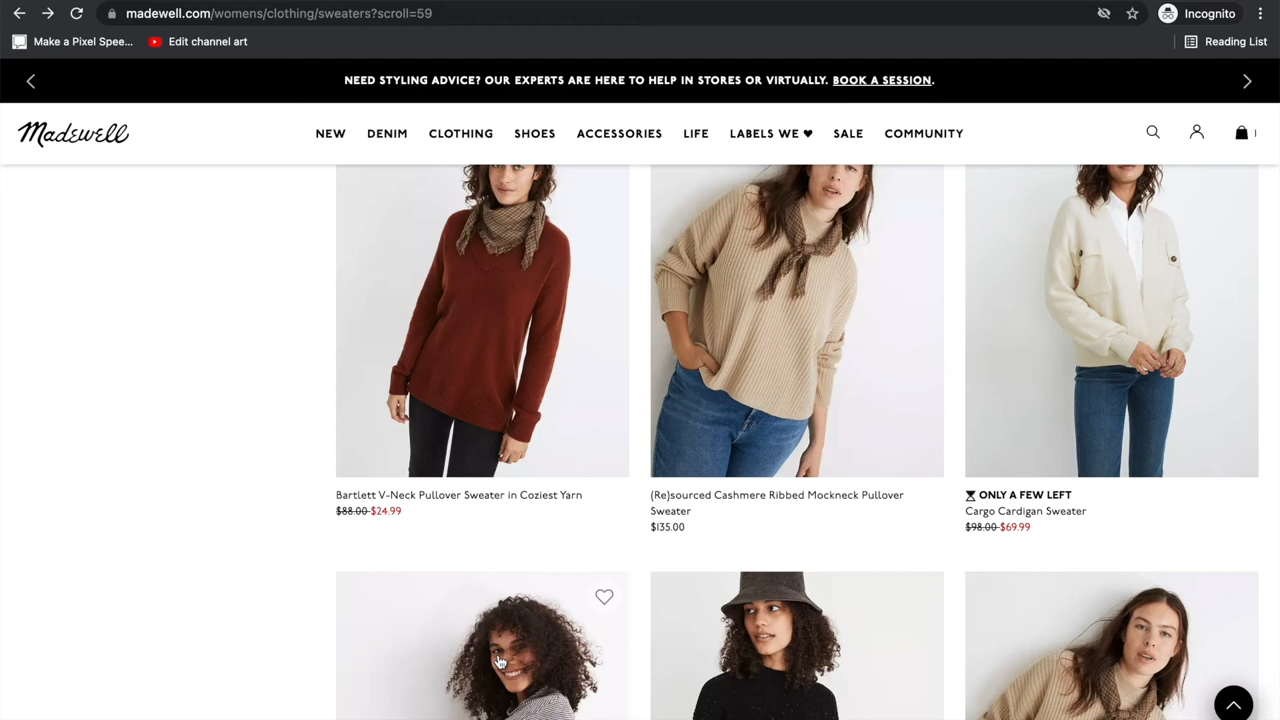 madewell.com/womens/clothing/sweaters?scroll=59
Incognito
Make a Pixel Spee...
Edit channel art
Reading List
NEED STYLING ADVICE? OUR EXPERTS ARE HERE TO HELP IN STORES OR VIRTUALLY. BOOK A SESSION.
Madewell
NEW DENIM CLOTHING SHOES ACCESSORIES LIFE LABELS WE ♥ SALE COMMUNITY
1
Bartlett V-Neck Pullover Sweater in Coziest Yarn
$88.00 $24.99
(Re)sourced Cashmere Ribbed Mockneck Pullover
Sweater
$135.00
ONLY A FEW LEFT
Cargo Cardigan Sweater
$98.00 $69.99